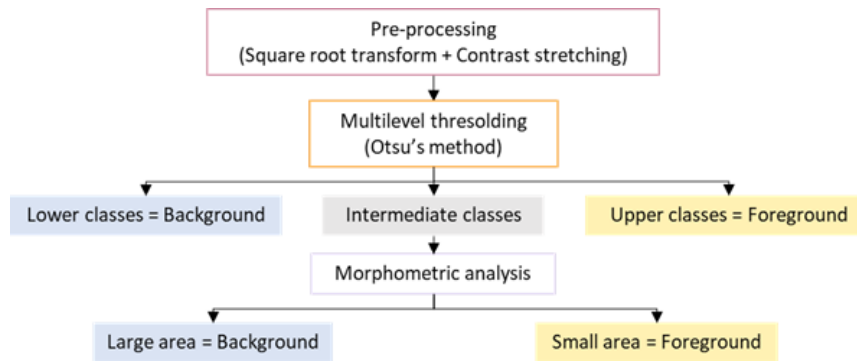 Pre-processing
(Square root transform + Contrast stretching)
Multilevel thresolding
(Otsu's method)
Lower classes = Background
Intermediate classes
Upper classes = Foreground
Morphometric analysis
Large area = Background
Small area = Foreground